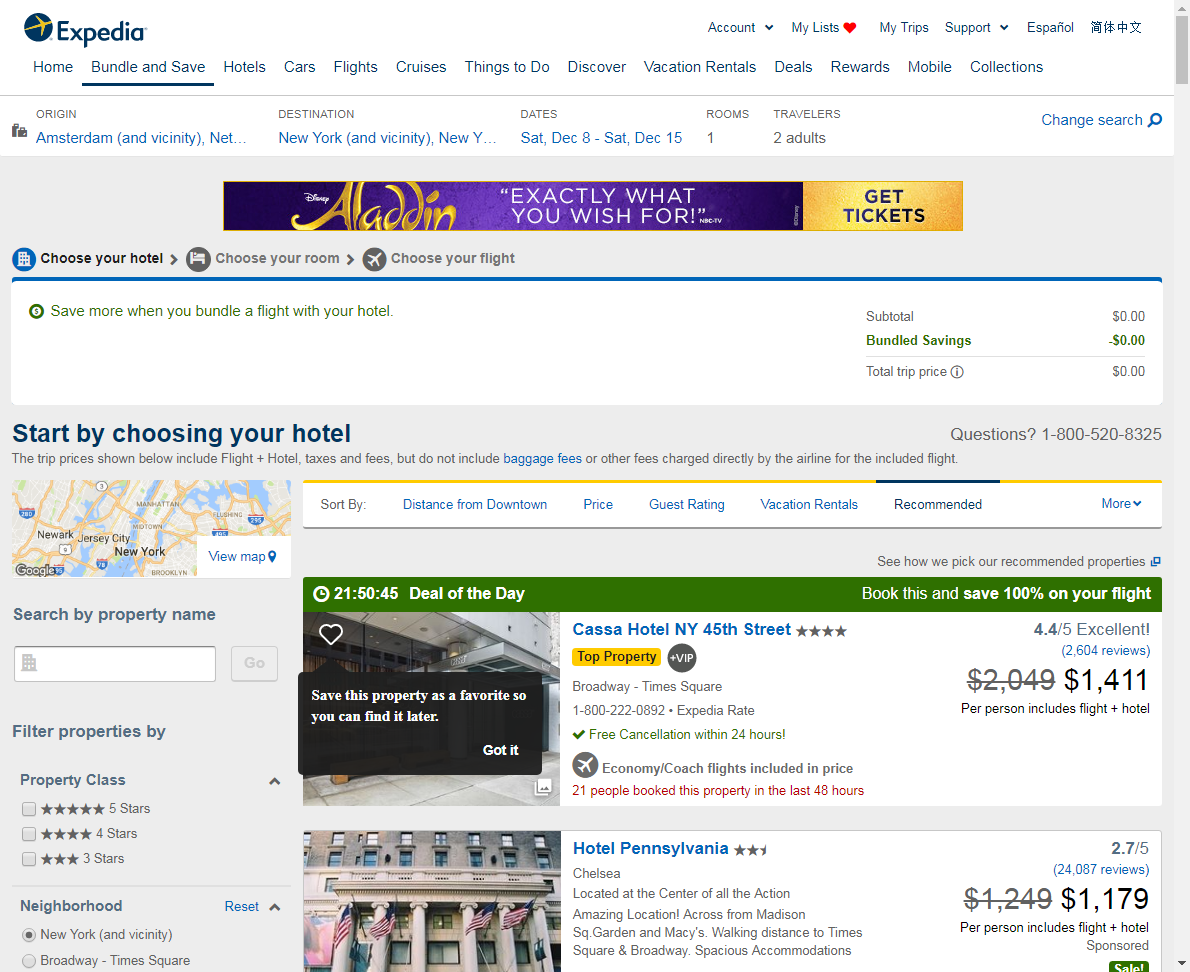 Expedia
Account
My Lists
My Trips
Support
Español
简体中文
Home
Bundle and Save
Hotels
Cars
Flights
Cruises
Things to Do
Discover
Vacation Rentals
Deals
Rewards
Mobile
Collections
ORIGIN
Amsterdam (and vicinity), Net…
DESTINATION
New York (and vicinity), New Y…
DATES
Sat, Dec 8 - Sat, Dec 15
ROOMS
1
TRAVELERS
2 adults
Change search
Disney
Aladdin
“EXACTLY WHAT
YOU WISH FOR!” NBC-TV
©Disney
GET
TICKETS
Choose your hotel
Choose your room
Choose your flight
Save more when you bundle a flight with your hotel.
Subtotal $0.00
Bundled Savings -$0.00
Total trip price $0.00
Start by choosing your hotel
Questions? 1-800-520-8325
The trip prices shown below include Flight + Hotel, taxes and fees, but do not include baggage fees or other fees charged directly by the airline for the included flight.
3
MANHATTAN
280
FLUSHING
295
Newark
MIDTOWN
495
Jersey City
9
New York
78
BROOKLYN
Google
95
View map
Sort By:
Distance from Downtown
Price
Guest Rating
Vacation Rentals
Recommended
More
See how we pick our recommended properties
Search by property name
Go
Filter properties by
Property Class
5 Stars
4 Stars
3 Stars
Neighborhood
Reset
New York (and vicinity)
Broadway - Times Square
21:50:45 Deal of the Day
Book this and save 100% on your flight
Save this property as a favorite so
you can find it later.
Got it
Cassa Hotel NY 45th Street
Top Property
+VIP
Broadway - Times Square
1-800-222-0892 • Expedia Rate
Free Cancellation within 24 hours!
Economy/Coach flights included in price
21 people booked this property in the last 48 hours
4.4/5 Excellent!
(2,604 reviews)
$2,049 $1,411
Per person includes flight + hotel
Hotel Pennsylvania
Chelsea
Located at the Center of all the Action
Amazing Location! Across from Madison
Sq.Garden and Macy's. Walking distance to Times
Square & Broadway. Spacious Accommodations
2.7/5
(24,087 reviews)
$1,249 $1,179
Per person includes flight + hotel
Sponsored
Sale!